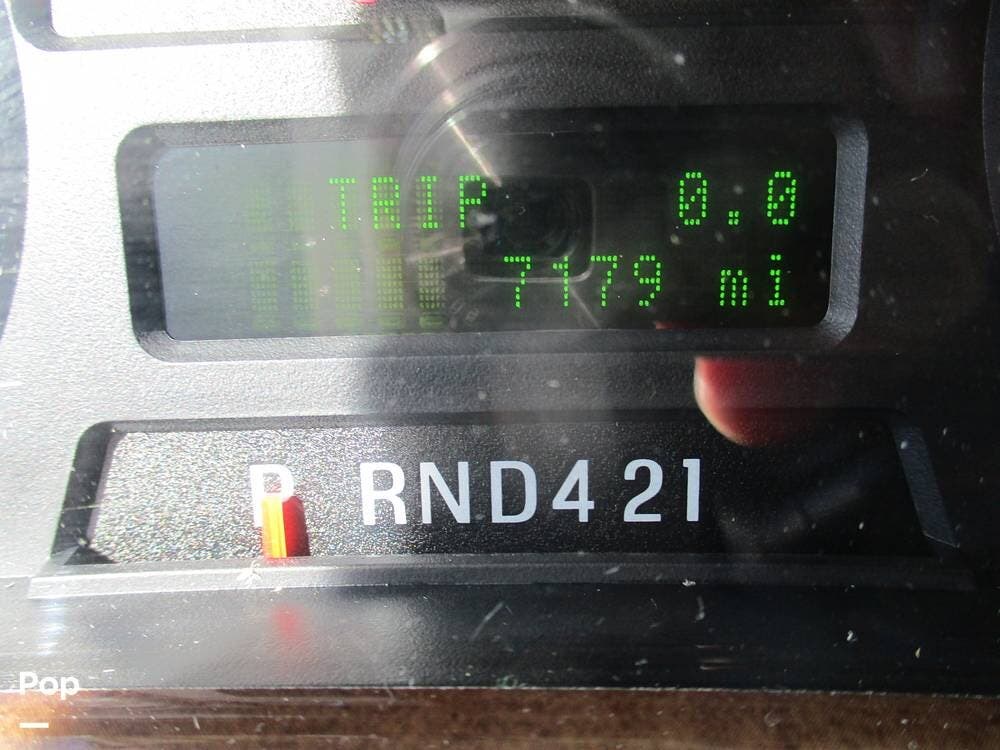 TRIP 0.0
7179 mi
P RND421
Pop